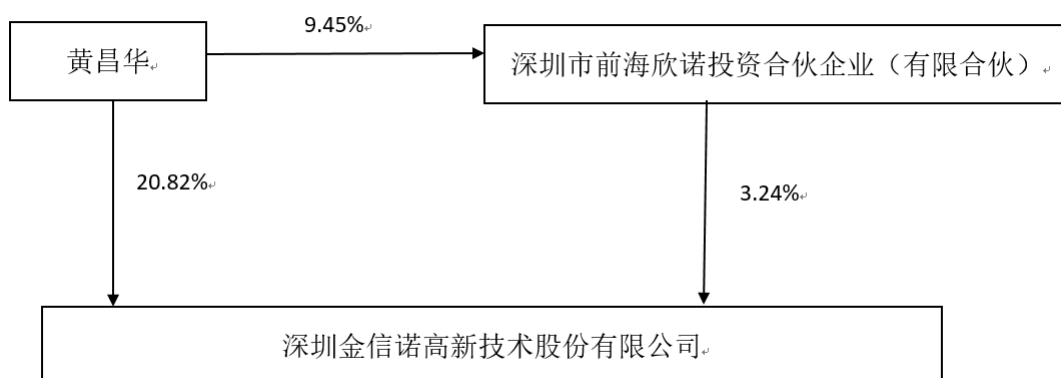 9.45%
黄昌华
深圳市前海欣诺投资合伙企业（有限合伙）
20.82%
3.24%
深圳金信诺高新技术股份有限公司